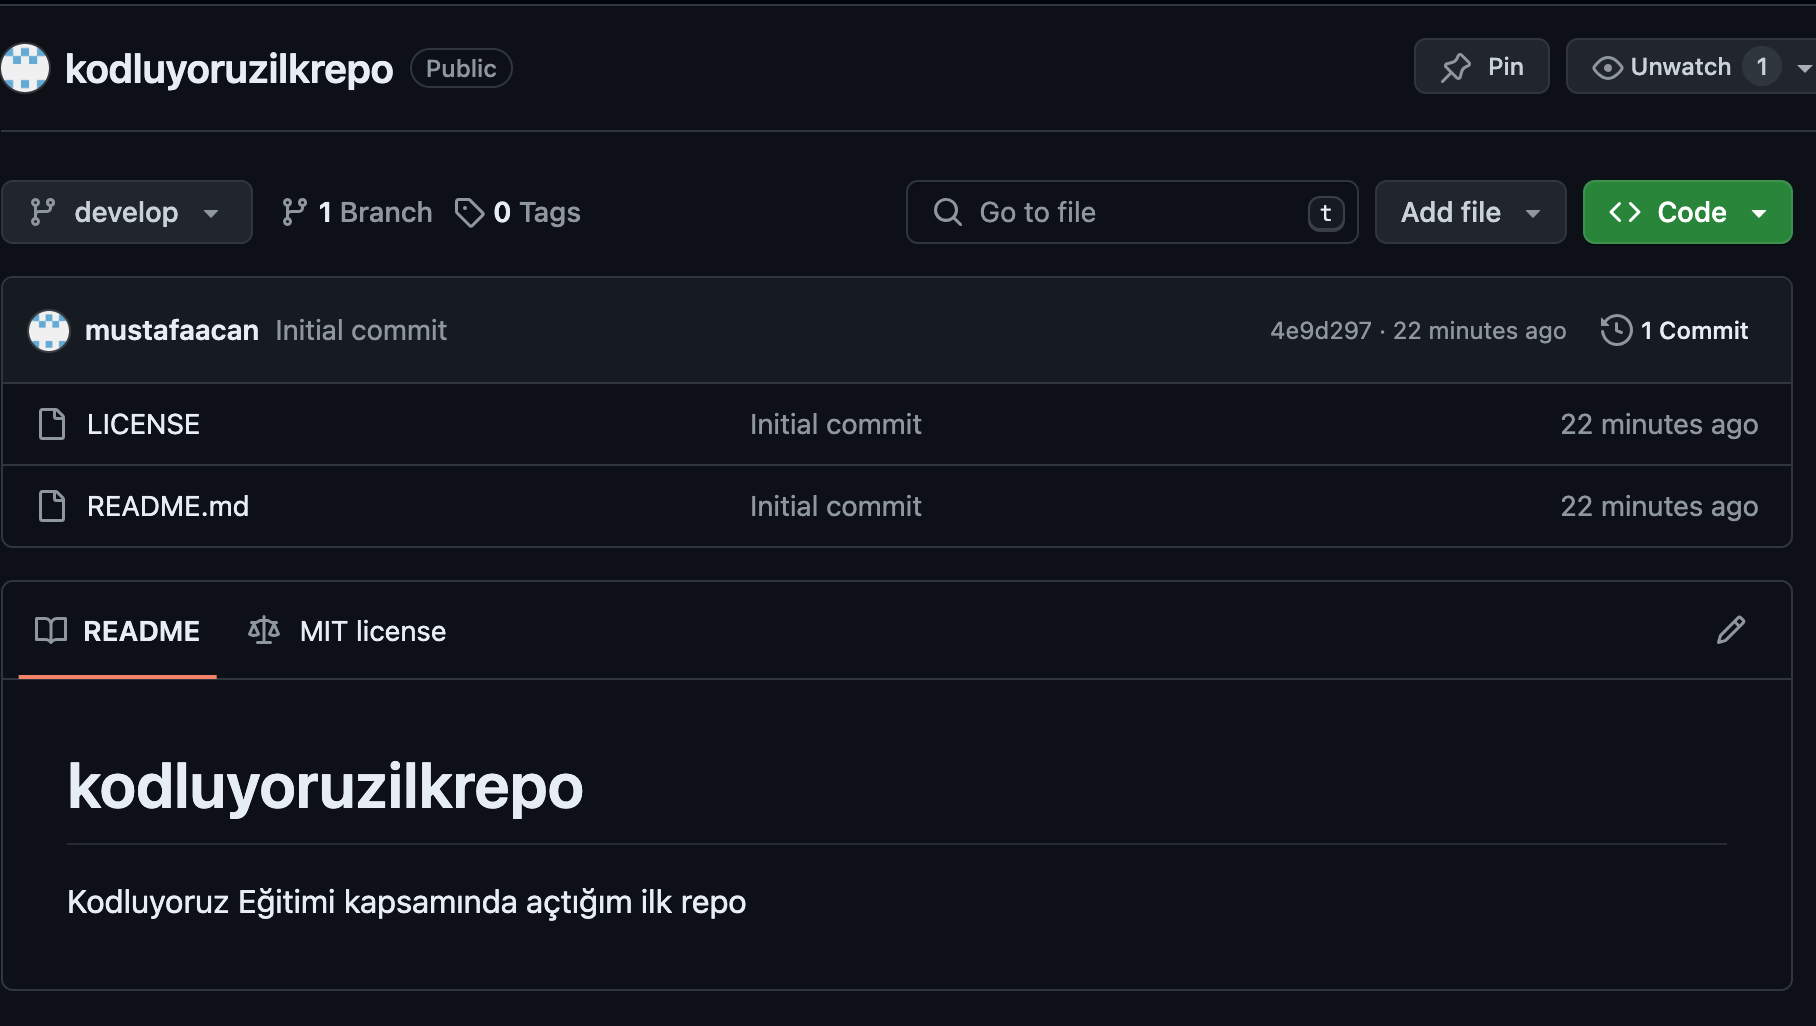 kodluyoruzilkrepo Public Pin Unwatch 1
develop 1 Branch 0 Tags Go to file t Add file Code
mustafaacan Initial commit 4e9d297 · 22 minutes ago 1 Commit
LICENSE Initial commit 22 minutes ago
README.md Initial commit 22 minutes ago
README MIT license
kodluyoruzilkrepo
Kodluyoruz Eğitimi kapsamında açtığım ilk repo